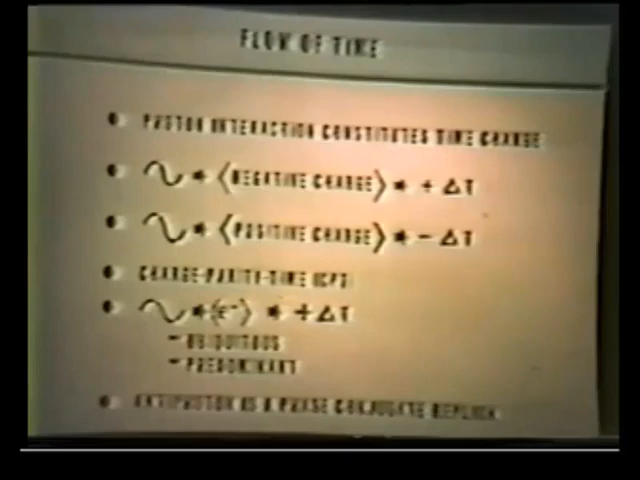 FLOW OF TIME
● PHOTON INTERACTION CONSTITUTES TIME CHANGE
● ∿ * ⟨NEGATIVE CHARGE⟩ * + ΔT
● ∿ * ⟨POSITIVE CHARGE⟩ * - ΔT
● CHARGE-PARITY-TIME (CPT)
● ∿ * ⟨E⁻⟩ * + ΔT
- UBIQUITOUS
- PREDOMINANT
● ANTIPHOTON IS A PHASE CONJUGATE REPLICA